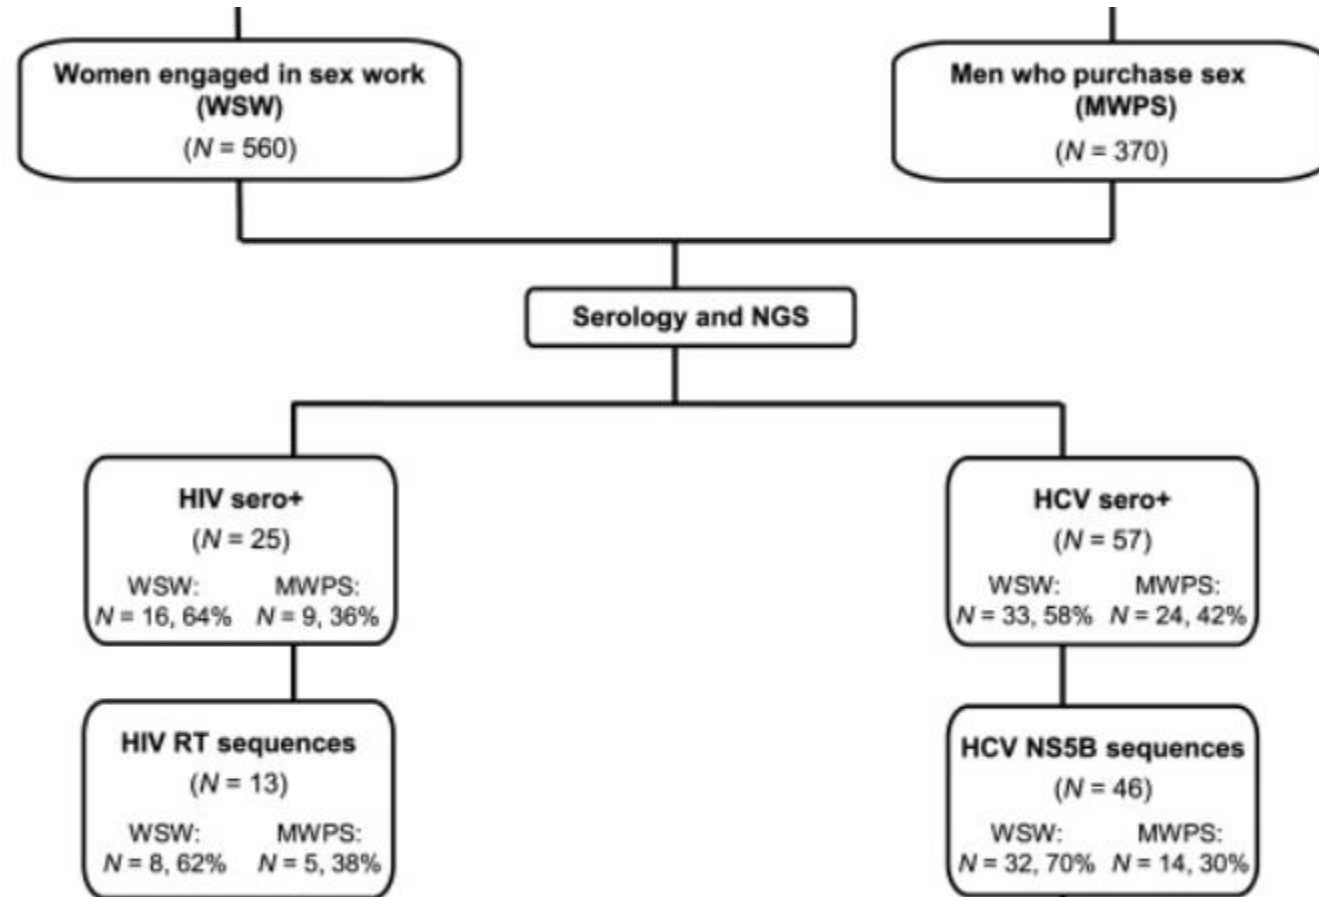 Women engaged in sex work
(WSW)
(N = 560)
Men who purchase sex
(MWPS)
(N = 370)
Serology and NGS
HIV sero+
(N = 25)
WSW: MWPS:
N = 16, 64% N = 9, 36%
HCV sero+
(N = 57)
WSW: MWPS:
N = 33, 58% N = 24, 42%
HIV RT sequences
(N = 13)
WSW: MWPS:
N = 8, 62% N = 5, 38%
HCV NS5B sequences
(N = 46)
WSW: MWPS:
N = 32, 70% N = 14, 30%